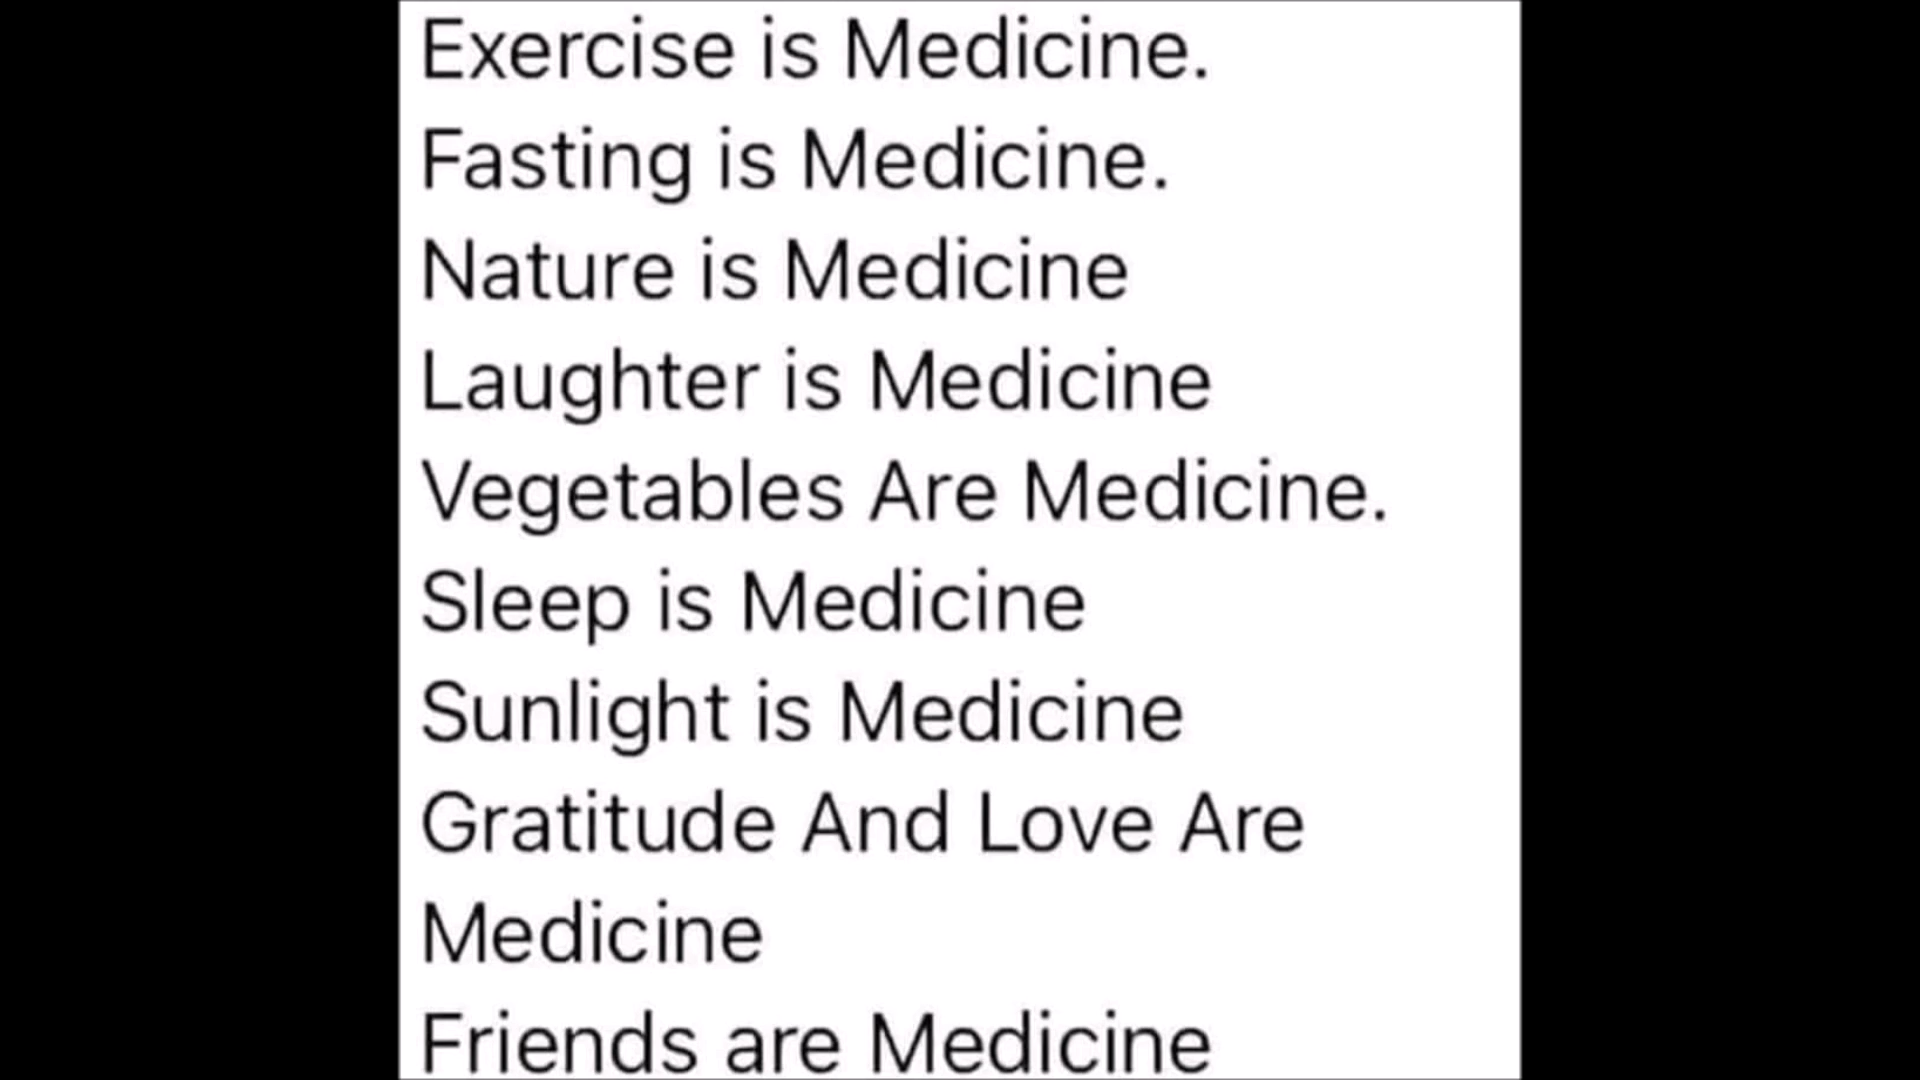 Exercise is Medicine.
Fasting is Medicine.
Nature is Medicine
Laughter is Medicine
Vegetables Are Medicine.
Sleep is Medicine
Sunlight is Medicine
Gratitude And Love Are
Medicine
Friends are Medicine